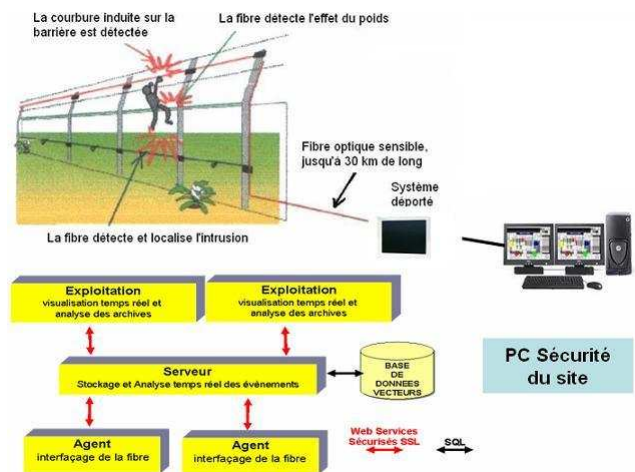 La courbure induite sur la
barrière est détectée
La fibre détecte l'effet du poids
Fibre optique sensible,
jusqu'à 30 km de long
Système
déporté
La fibre détecte et localise l'intrusion
Exploitation
visualisation temps réel et
analyse des archives
Exploitation
visualisation temps réel et
analyse des archives
Serveur
Stockage et Analyse temps réel des événements
BASE
DE
DONNEES
VECTEURS
PC Sécurité
du site
Agent
interfaçage de la fibre
Agent
interfaçage de la fibre
Web Services
Sécurisés SSL
SQL